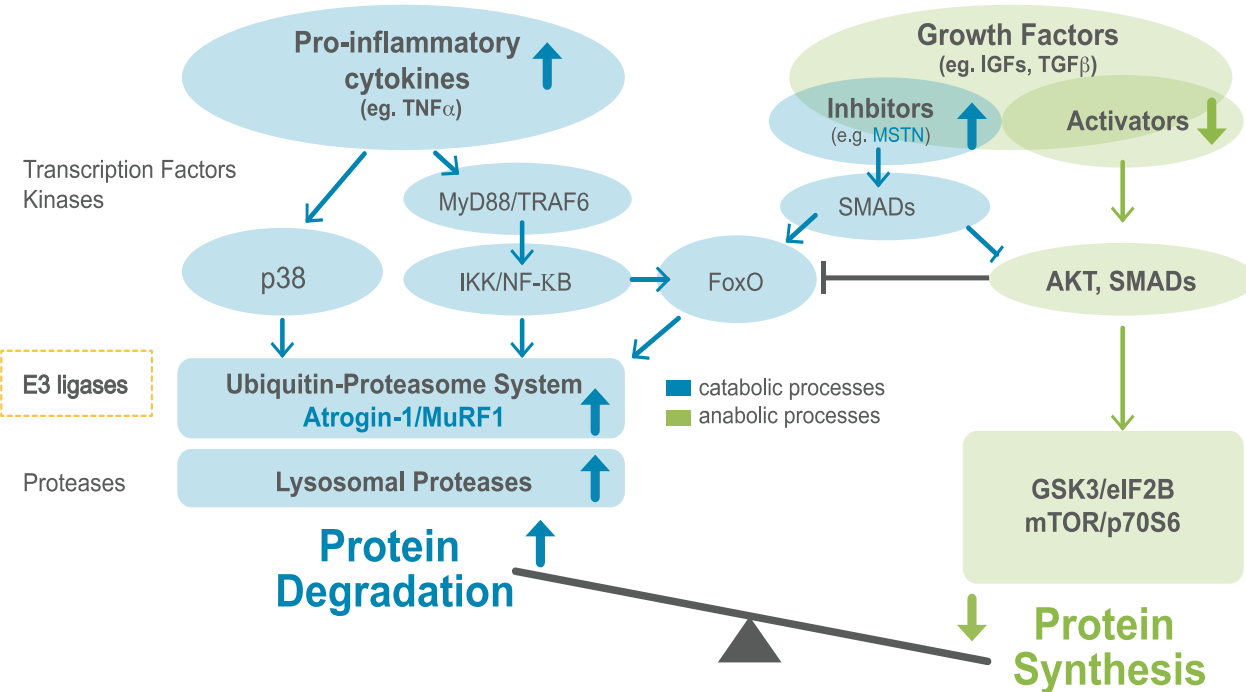 Pro-inflammatory
cytokines
(eg. TNFα)
Growth Factors
(eg. IGFs, TGFβ)
Inhbitors
(e.g. MSTN)
Activators
Transcription Factors
Kinases
MyD88/TRAF6
SMADs
p38
IKK/NF-KB
FoxO
AKT, SMADs
E3 ligases
Ubiquitin-Proteasome System
Atrogin-1/MuRF1
catabolic processes
anabolic processes
Proteases
Lysosomal Proteases
GSK3/eIF2B
mTOR/p70S6
Protein
Degradation
Protein
Synthesis